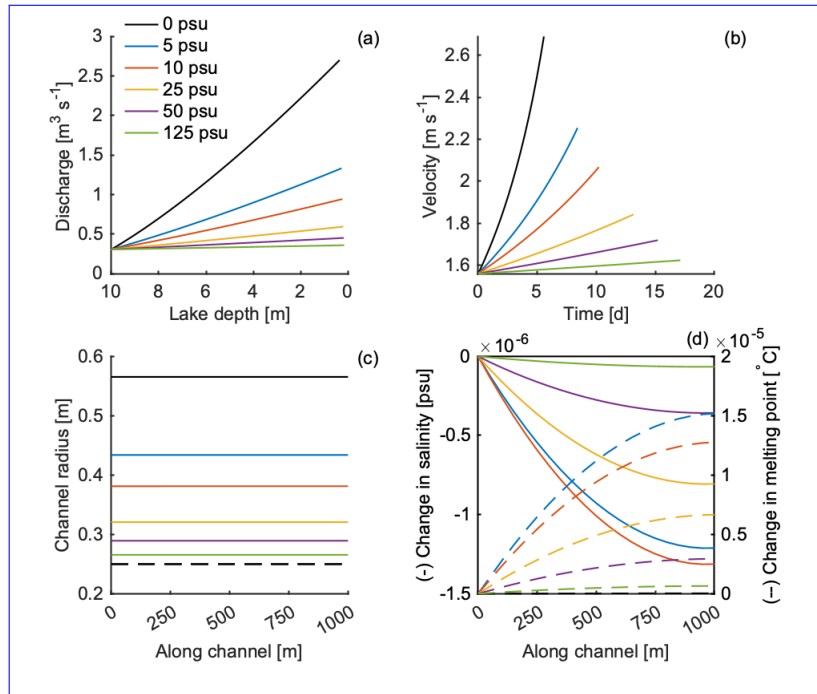 0 psu
5 psu
10 psu
25 psu
50 psu
125 psu
(a)
3
2.5
2
1.5
1
0.5
0
Discharge [m³ s⁻¹]
10 8 6 4 2 0
Lake depth [m]
(b)
2.6
2.4
2.2
2
1.8
1.6
Velocity [m s⁻¹]
0 5 10 15 20
Time [d]
(c)
0.6
0.5
0.4
0.3
0.2
Channel radius [m]
0 250 500 750 1000
Along channel [m]
(d)
×10⁻⁶
0
-0.5
-1
-1.5
(-) Change in salinity [psu]
×10⁻⁵
2
1.5
1
0.5
0
(--) Change in melting point [°C]
0 250 500 750 1000
Along channel [m]